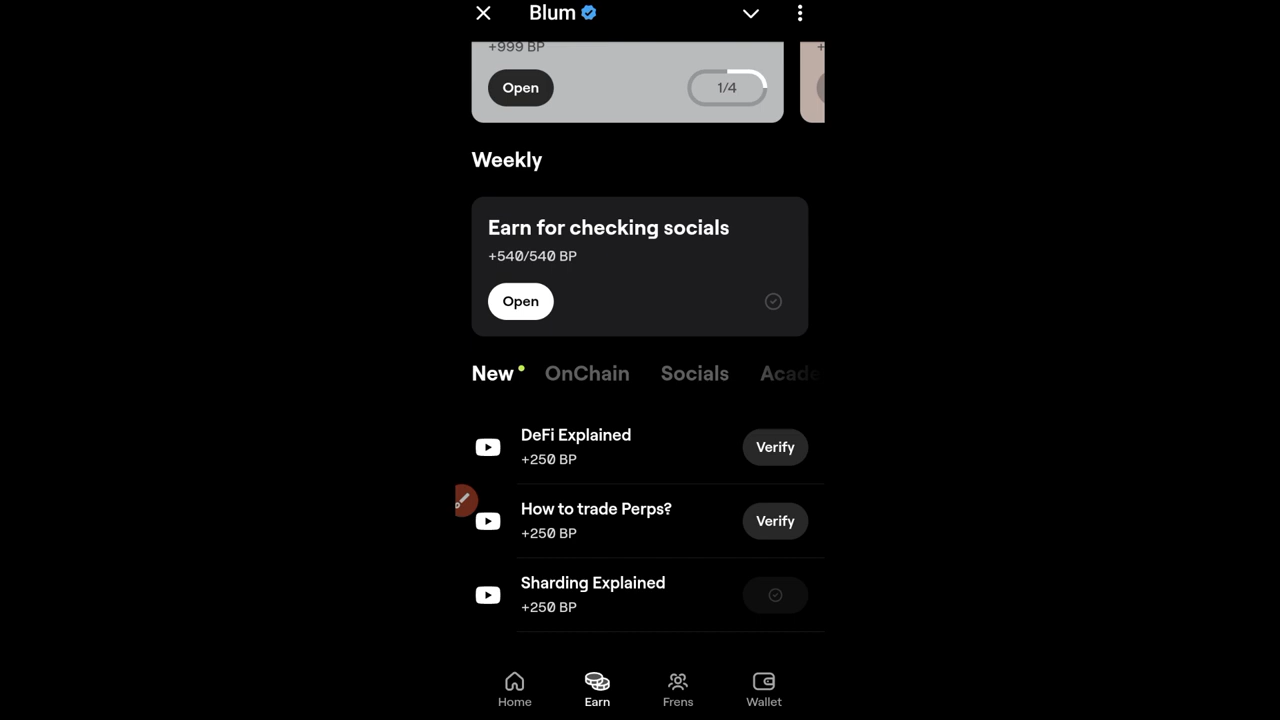 Blum
+999 BP
Open
1/4
Weekly
Earn for checking socials
+540/540 BP
Open
New OnChain Socials Acade
DeFi Explained
+250 BP
Verify
How to trade Perps?
+250 BP
Verify
Sharding Explained
+250 BP
Home Earn Frens Wallet